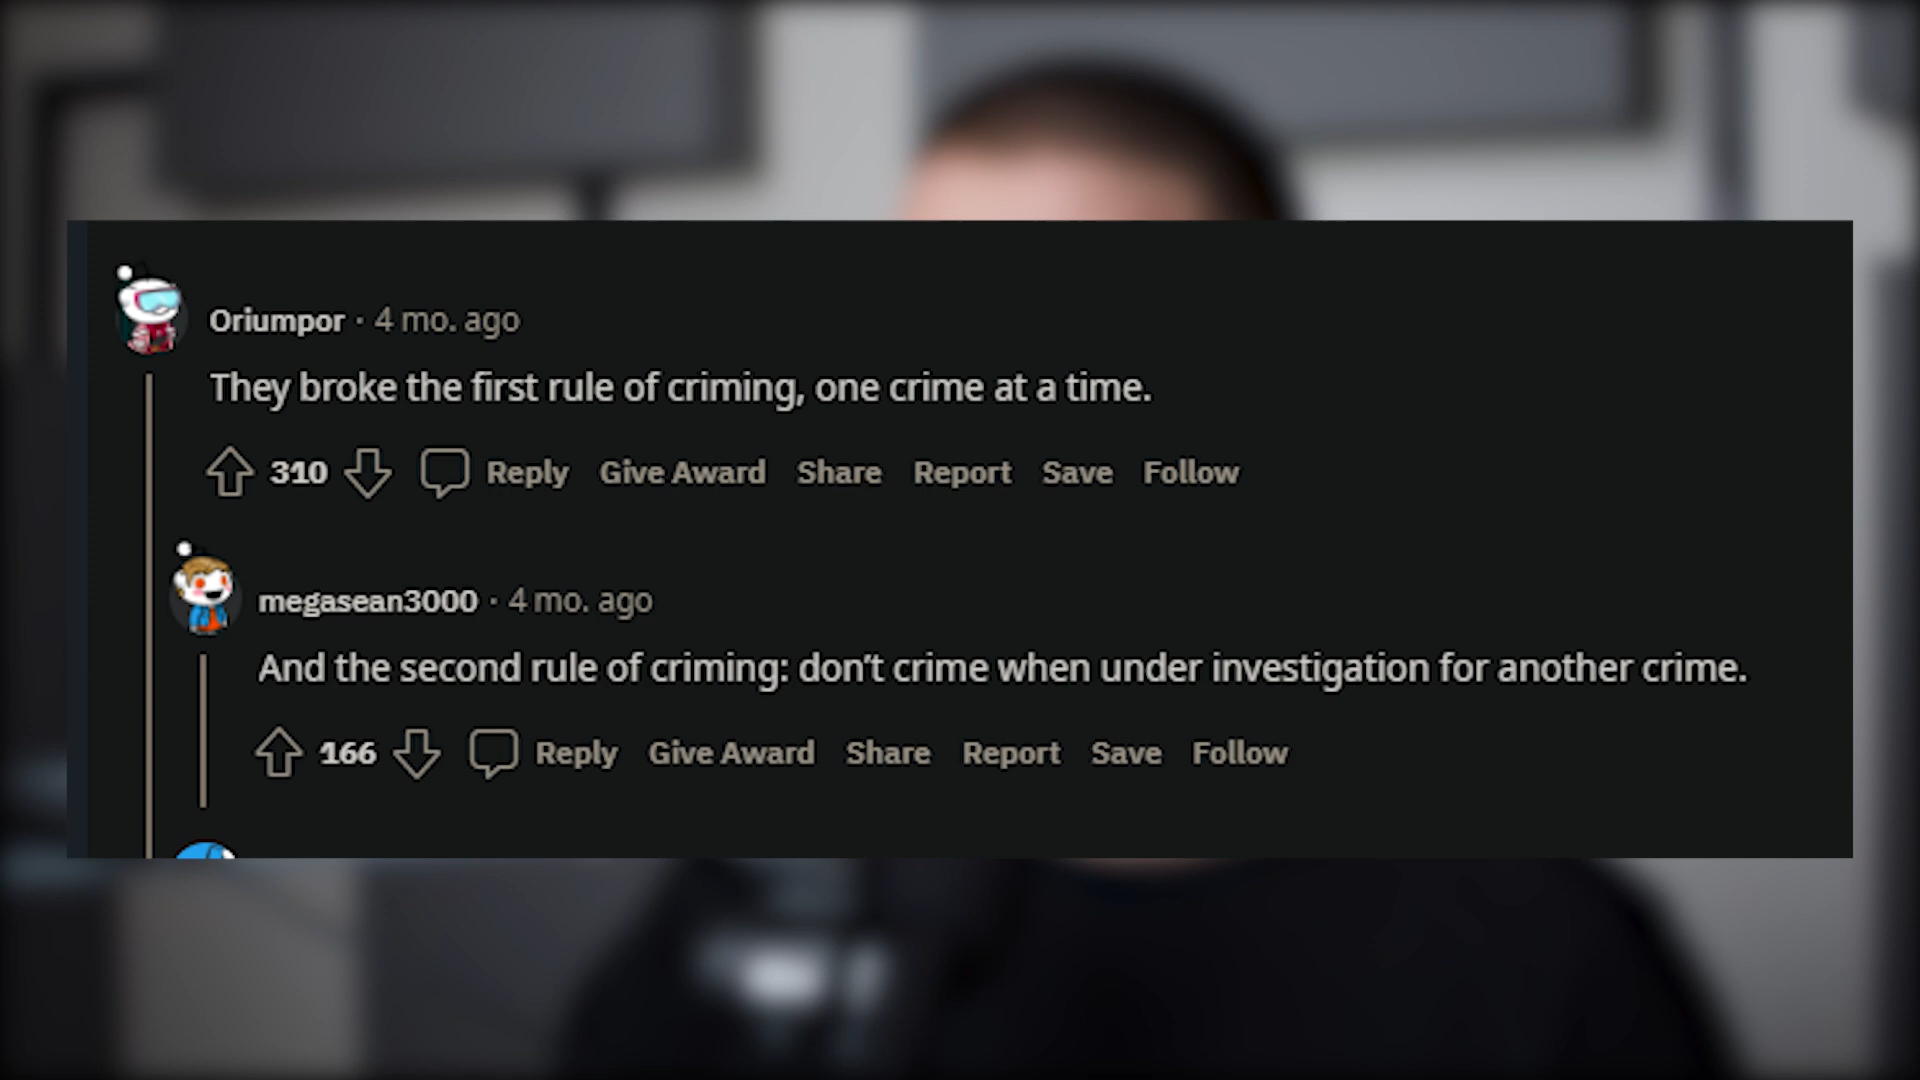 Oriumpor · 4 mo. ago
They broke the first rule of criming, one crime at a time.
310 Reply Give Award Share Report Save Follow
megasean3000 · 4 mo. ago
And the second rule of criming: don’t crime when under investigation for another crime.
166 Reply Give Award Share Report Save Follow